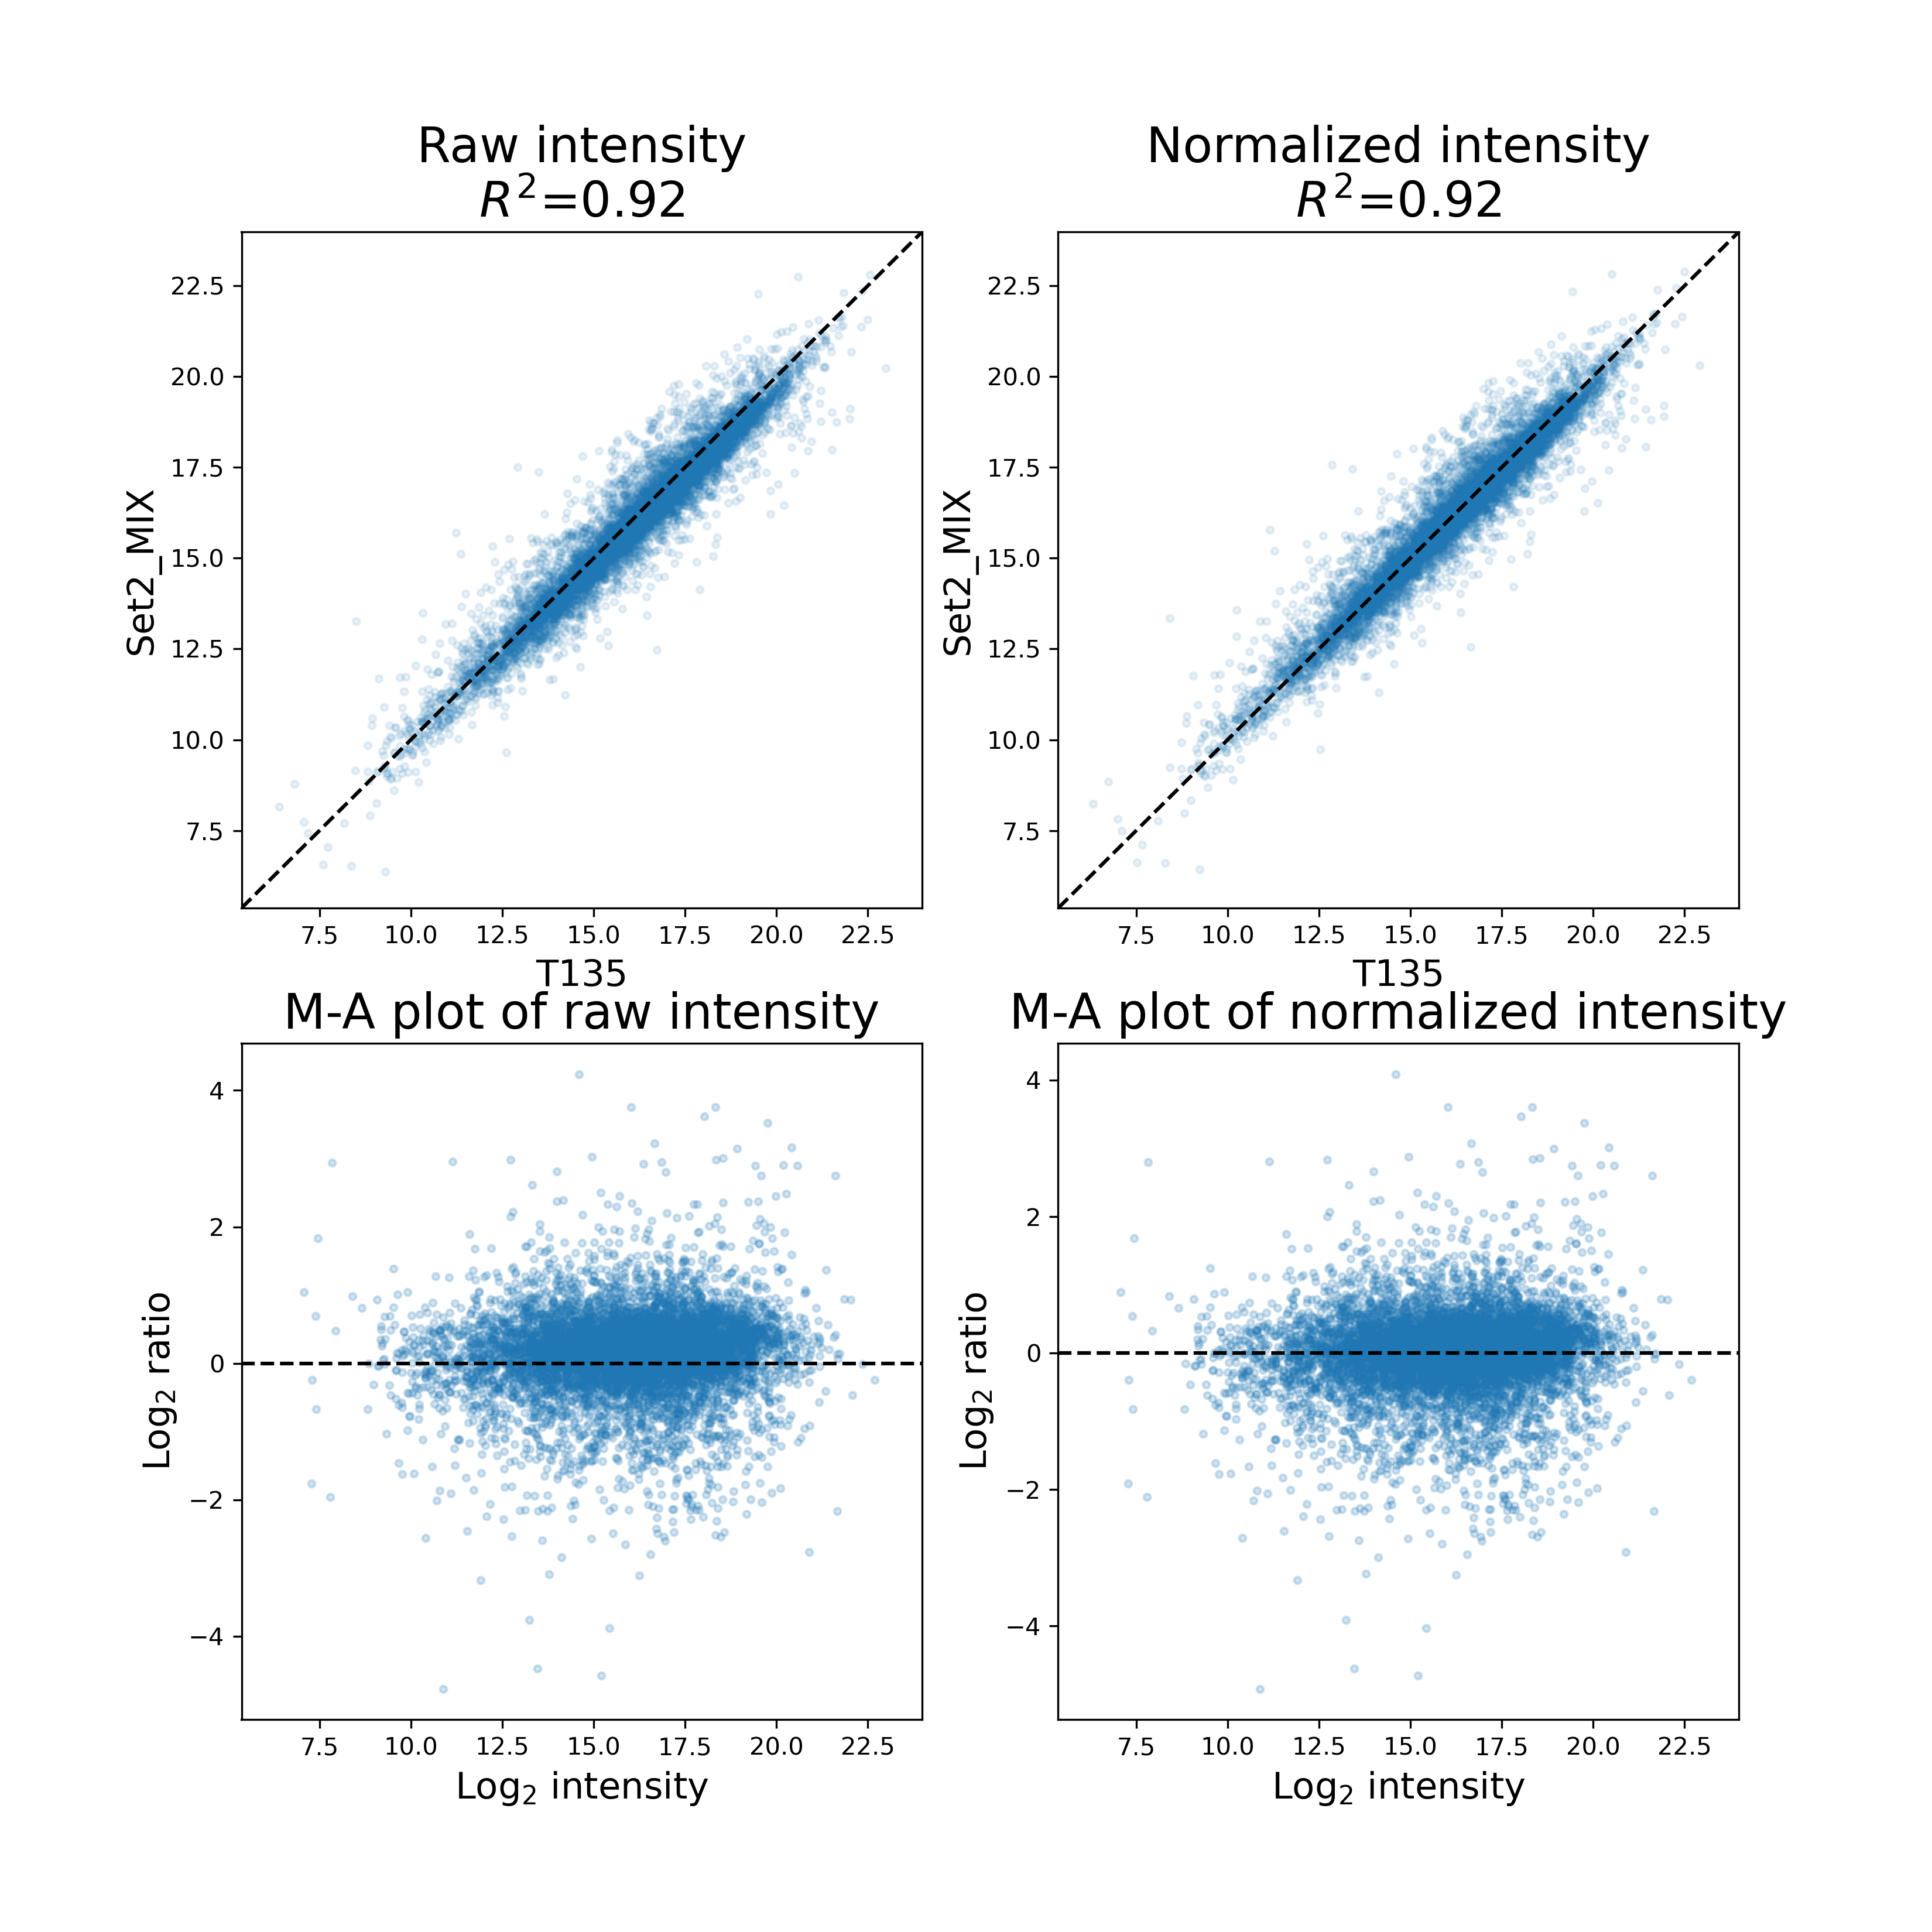 Raw intensity
R²=0.92
22.5
20.0
17.5
15.0
12.5
10.0
7.5
Set2_MIX
7.5 10.0 12.5 15.0 17.5 20.0 22.5
T135
Normalized intensity
R²=0.92
22.5
20.0
17.5
15.0
12.5
10.0
7.5
Set2_MIX
7.5 10.0 12.5 15.0 17.5 20.0 22.5
T135
M-A plot of raw intensity
4
2
0
−2
−4
Log₂ ratio
7.5 10.0 12.5 15.0 17.5 20.0 22.5
Log₂ intensity
M-A plot of normalized intensity
4
2
0
−2
−4
Log₂ ratio
7.5 10.0 12.5 15.0 17.5 20.0 22.5
Log₂ intensity